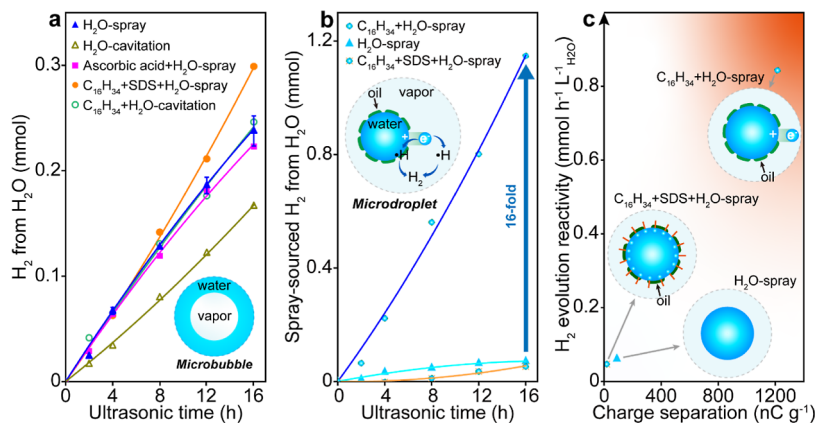 a
H₂O-spray
H₂O-cavitation
Ascorbic acid+H₂O-spray
C₁₆H₃₄+SDS+H₂O-spray
C₁₆H₃₄+H₂O-cavitation
H₂ from H₂O (mmol)
0.3
0.2
0.1
0
water
vapor
Microbubble
0 4 8 12 16
Ultrasonic time (h)
b
C₁₆H₃₄+H₂O-spray
H₂O-spray
C₁₆H₃₄+SDS+H₂O-spray
Spray-sourced H₂ from H₂O (mmol)
1.2
0.8
0.4
0
vapor
oil
water
+
e
·H
·H
H₂
Microdroplet
16-fold
0 4 8 12 16
Ultrasonic time (h)
c
H₂ evolution reactivity (mmol h⁻¹ L⁻¹H2O)
0.8
0.6
0.4
0.2
0
C₁₆H₃₄+H₂O-spray
+
e
oil
C₁₆H₃₄+SDS+H₂O-spray
oil
H₂O-spray
0 400 800 1200
Charge separation (nC g⁻¹)